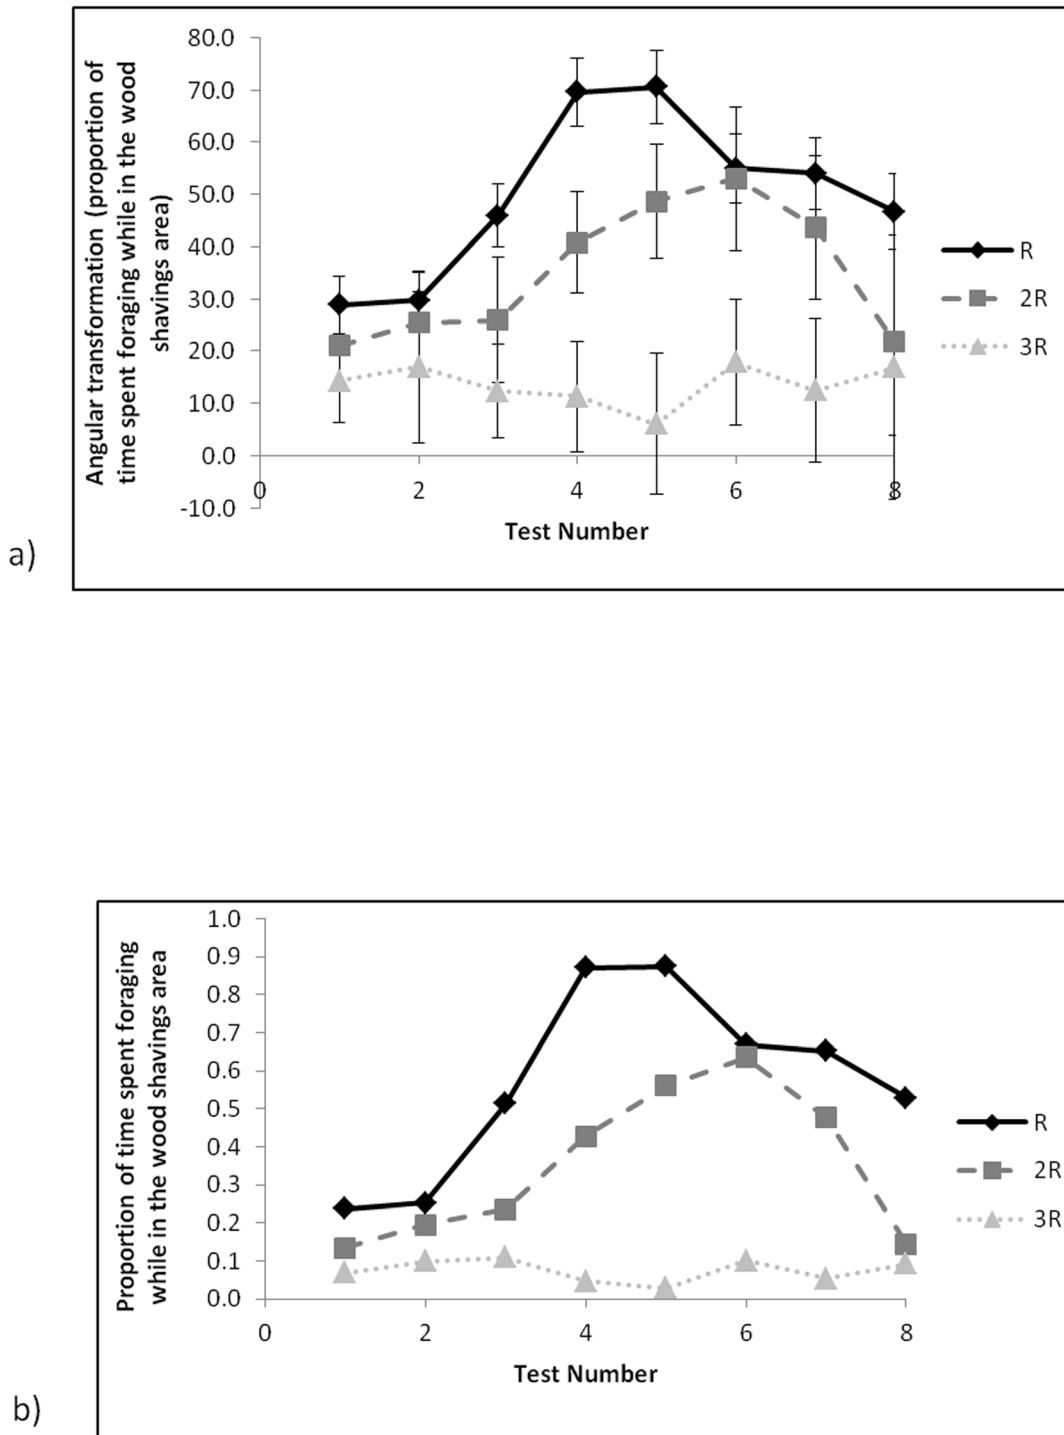 80.0
70.0
60.0
50.0
40.0
30.0
20.0
10.0
0.0
-10.0
Angular transformation (proportion of
time spent foraging while in the wood
shavings area)
0 2 4 6 8
Test Number
R
2R
3R
a)
1.0
0.9
0.8
0.7
0.6
0.5
0.4
0.3
0.2
0.1
0.0
Proportion of time spent foraging
while in the wood shavings area
0 2 4 6 8
Test Number
R
2R
3R
b)